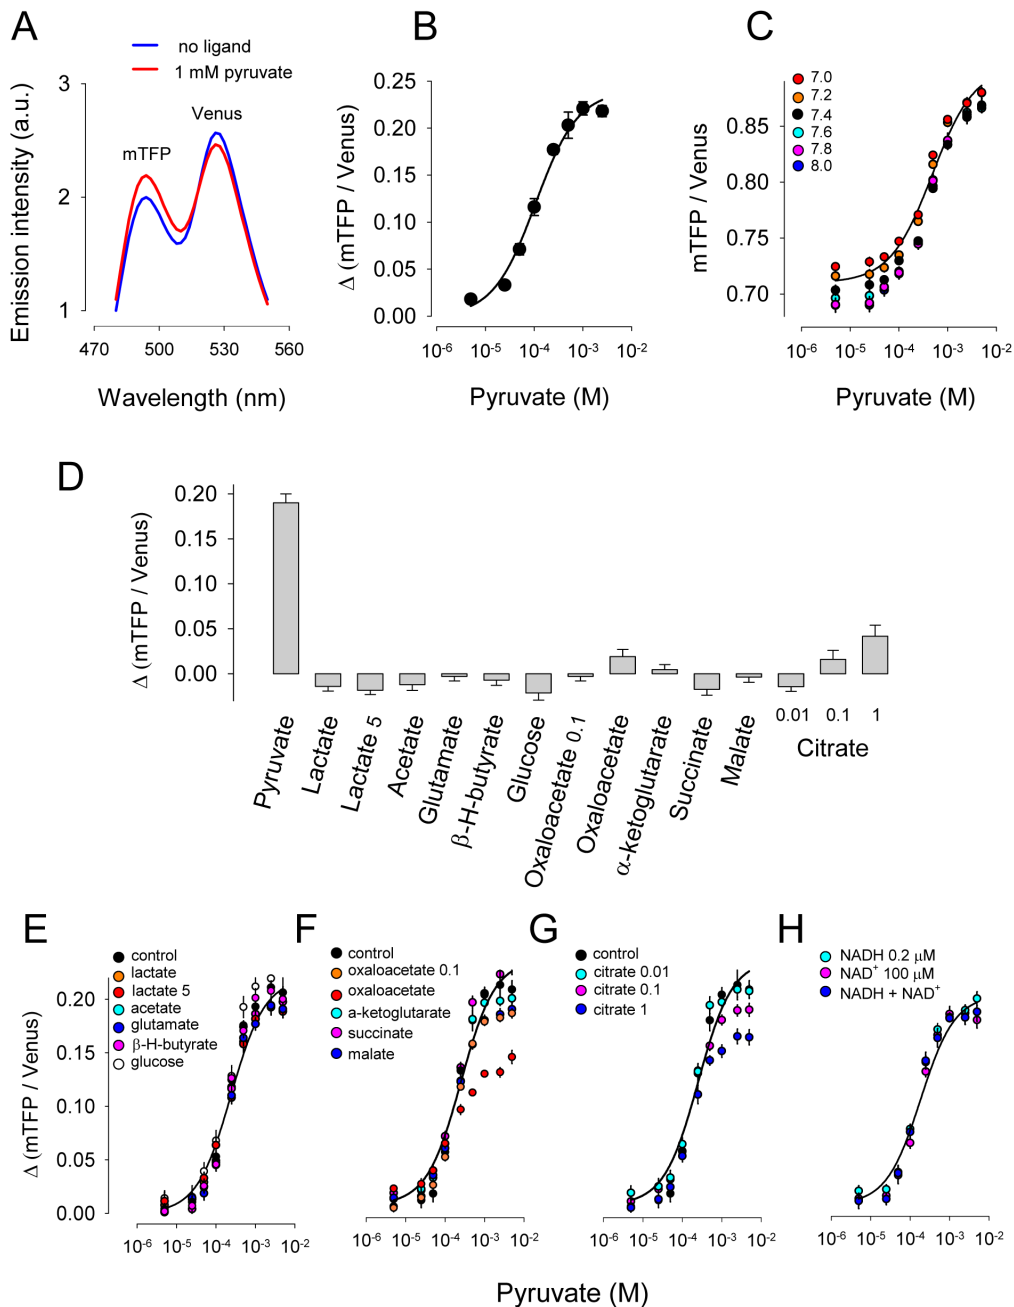 A
no ligand
1 mM pyruvate
Emission intensity (a.u.)
3
2
1
mTFP
Venus
470
500
530
560
Wavelength (nm)
B
Δ (mTFP / Venus)
0.25
0.20
0.15
0.10
0.05
0.00
10⁻⁶
10⁻⁵
10⁻⁴
10⁻³
10⁻²
Pyruvate (M)
C
7.0
7.2
7.4
7.6
7.8
8.0
mTFP / Venus
0.85
0.80
0.75
0.70
10⁻⁶
10⁻⁵
10⁻⁴
10⁻³
10⁻²
Pyruvate (M)
D
Δ (mTFP / Venus)
0.20
0.15
0.10
0.05
0.00
Pyruvate
Lactate
Lactate 5
Acetate
Glutamate
β-H-butyrate
Glucose
Oxaloacetate 0.1
Oxaloacetate
α-ketoglutarate
Succinate
Malate
0.01
0.1
1
Citrate
E
control
lactate
lactate 5
acetate
glutamate
β-H-butyrate
glucose
Δ (mTFP / Venus)
0.20
0.15
0.10
0.05
0.00
10⁻⁶
10⁻⁵
10⁻⁴
10⁻³
10⁻²
F
control
oxaloacetate 0.1
oxaloacetate
a-ketoglutarate
succinate
malate
10⁻⁶
10⁻⁵
10⁻⁴
10⁻³
10⁻²
G
control
citrate 0.01
citrate 0.1
citrate 1
10⁻⁶
10⁻⁵
10⁻⁴
10⁻³
10⁻²
H
NADH 0.2 μM
NAD⁺ 100 μM
NADH + NAD⁺
10⁻⁶
10⁻⁵
10⁻⁴
10⁻³
10⁻²
Pyruvate (M)